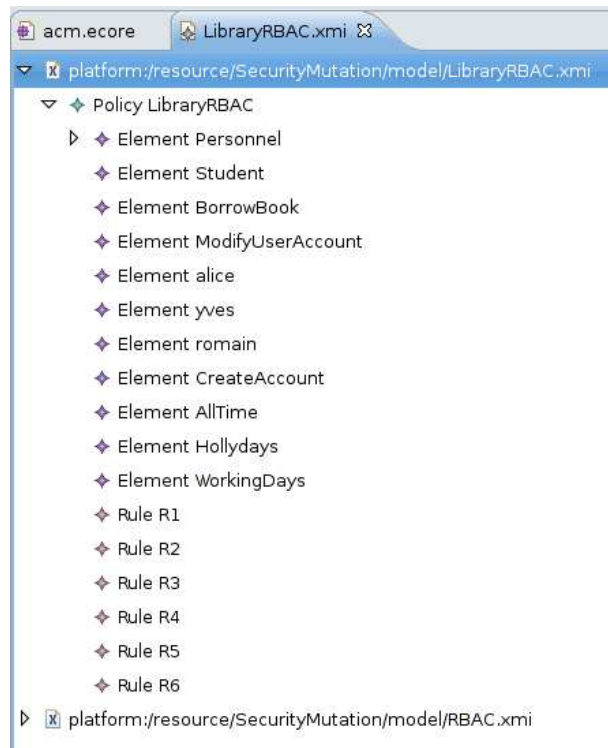 acm.ecore LibraryRBAC.xmi
platform:/resource/SecurityMutation/model/LibraryRBAC.xmi
Policy LibraryRBAC
Element Personnel
Element Student
Element BorrowBook
Element ModifyUserAccount
Element alice
Element yves
Element romain
Element CreateAccount
Element AllTime
Element Hollydays
Element WorkingDays
Rule R1
Rule R2
Rule R3
Rule R4
Rule R5
Rule R6
platform:/resource/SecurityMutation/model/RBAC.xmi